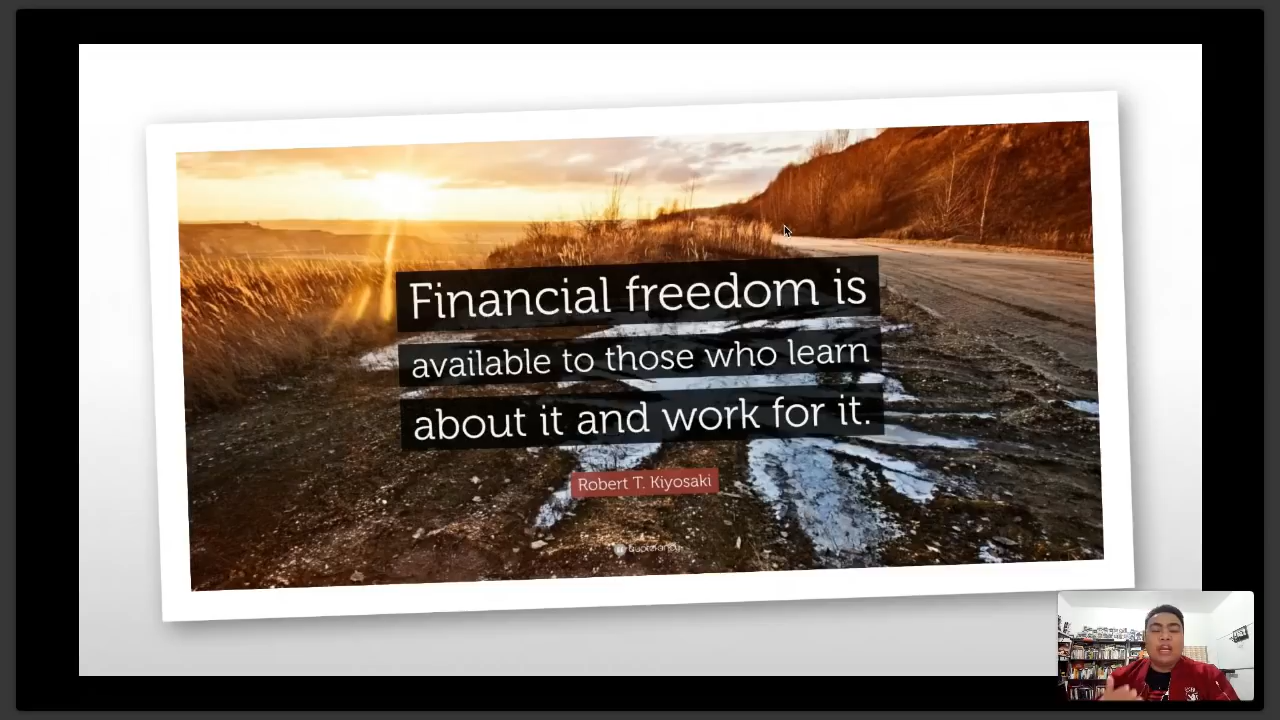 Financial freedom is
available to those who learn
about it and work for it.
Robert T. Kiyosaki